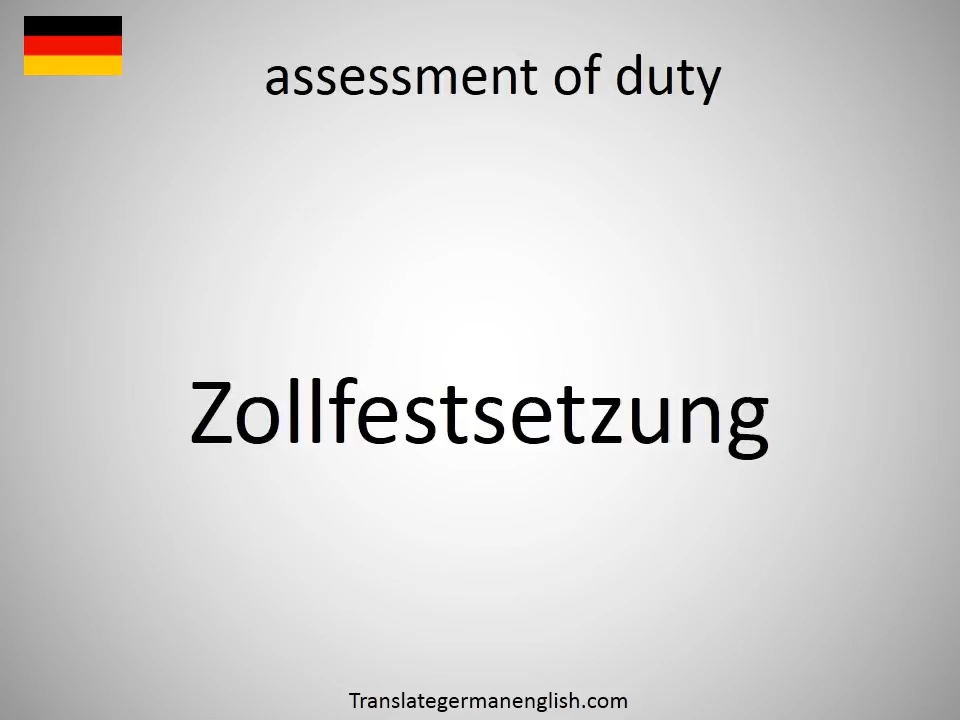 assessment of duty
Zollfestsetzung
Translategermanenglish.com